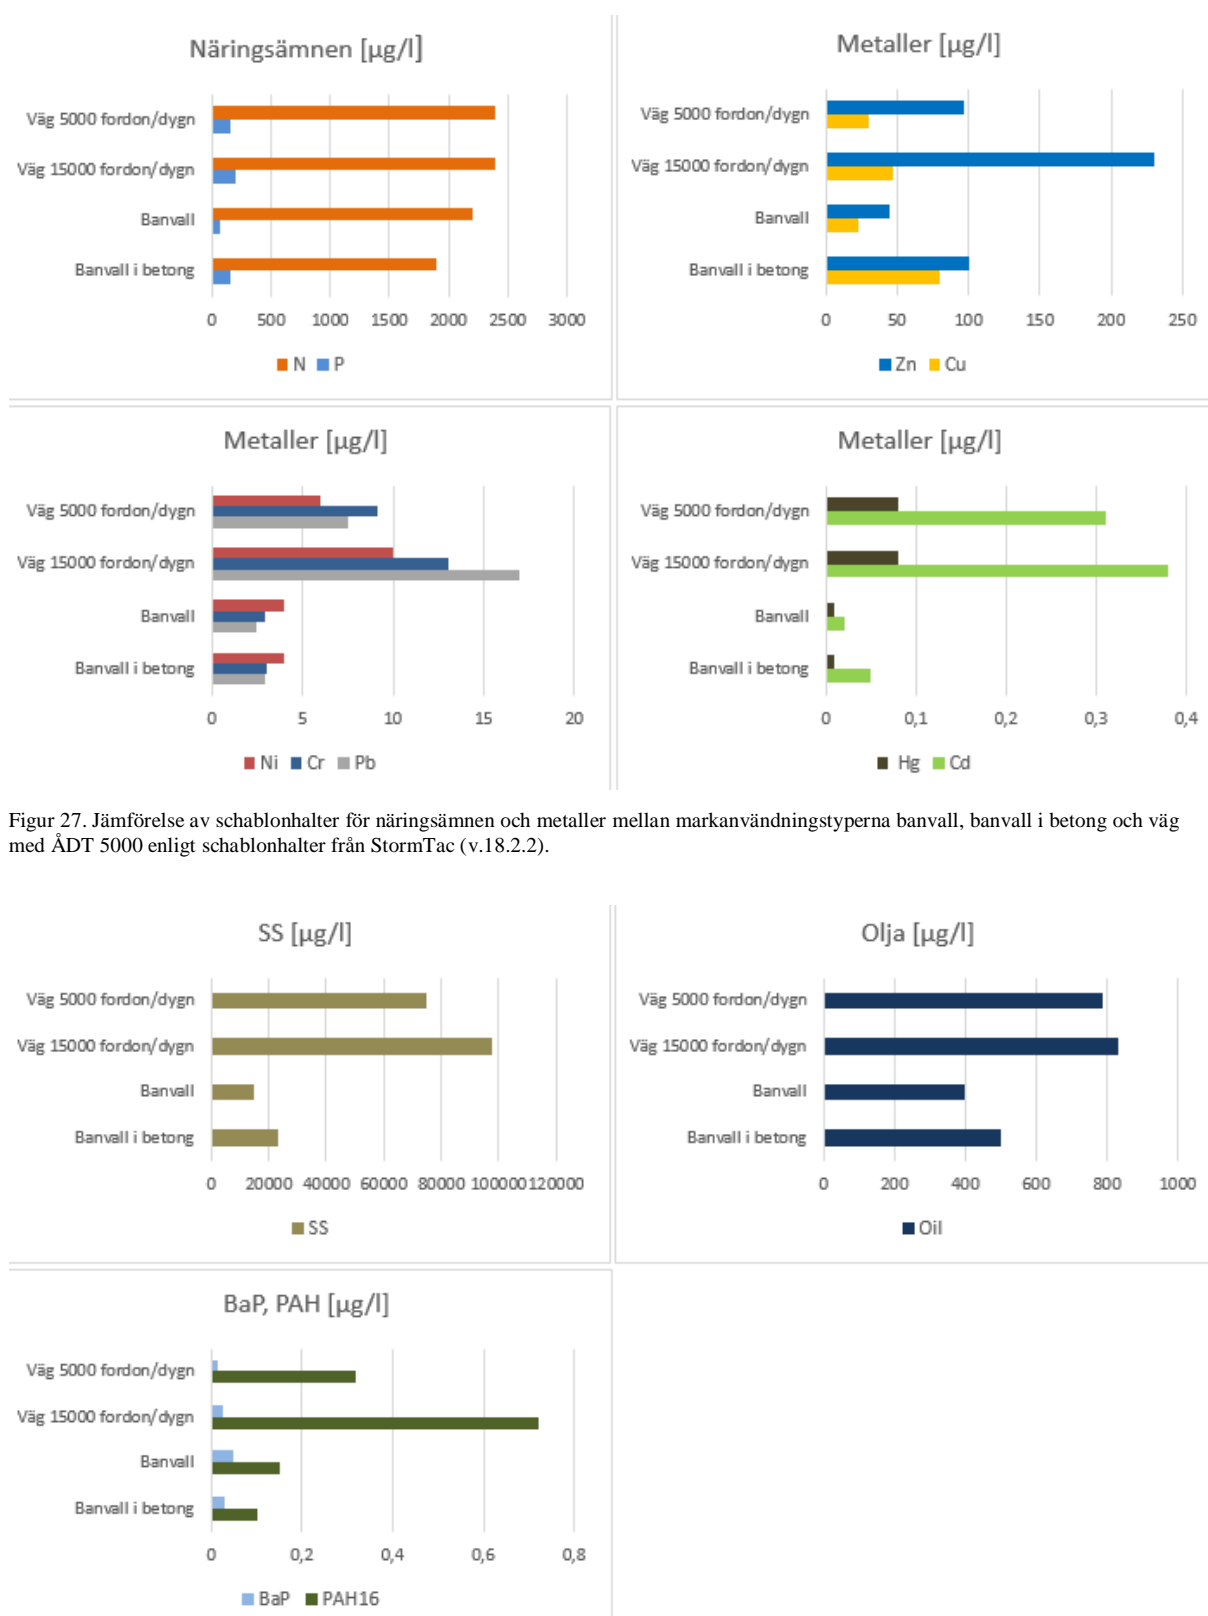 Näringsämnen [µg/l]
Väg 5000 fordon/dygn
Väg 15000 fordon/dygn
Banvall
Banvall i betong
0 500 1000 1500 2000 2500 3000
N P
Metaller [µg/l]
Väg 5000 fordon/dygn
Väg 15000 fordon/dygn
Banvall
Banvall i betong
0 50 100 150 200 250
Zn Cu
Metaller [µg/l]
Väg 5000 fordon/dygn
Väg 15000 fordon/dygn
Banvall
Banvall i betong
0 5 10 15 20
Ni Cr Pb
Metaller [µg/l]
Väg 5000 fordon/dygn
Väg 15000 fordon/dygn
Banvall
Banvall i betong
0 0,1 0,2 0,3 0,4
Hg Cd
Figur 27. Jämförelse av schablonhalter för näringsämnen och metaller mellan markanvändningstyperna banvall, banvall i betong och väg
med ÅDT 5000 enligt schablonhalter från StormTac (v.18.2.2).
SS [µg/l]
Väg 5000 fordon/dygn
Väg 15000 fordon/dygn
Banvall
Banvall i betong
0 20000 40000 60000 80000 100000 120000
SS
Olja [µg/l]
Väg 5000 fordon/dygn
Väg 15000 fordon/dygn
Banvall
Banvall i betong
0 200 400 600 800 1000
Oil
BaP, PAH [µg/l]
Väg 5000 fordon/dygn
Väg 15000 fordon/dygn
Banvall
Banvall i betong
0 0,2 0,4 0,6 0,8
BaP PAH16